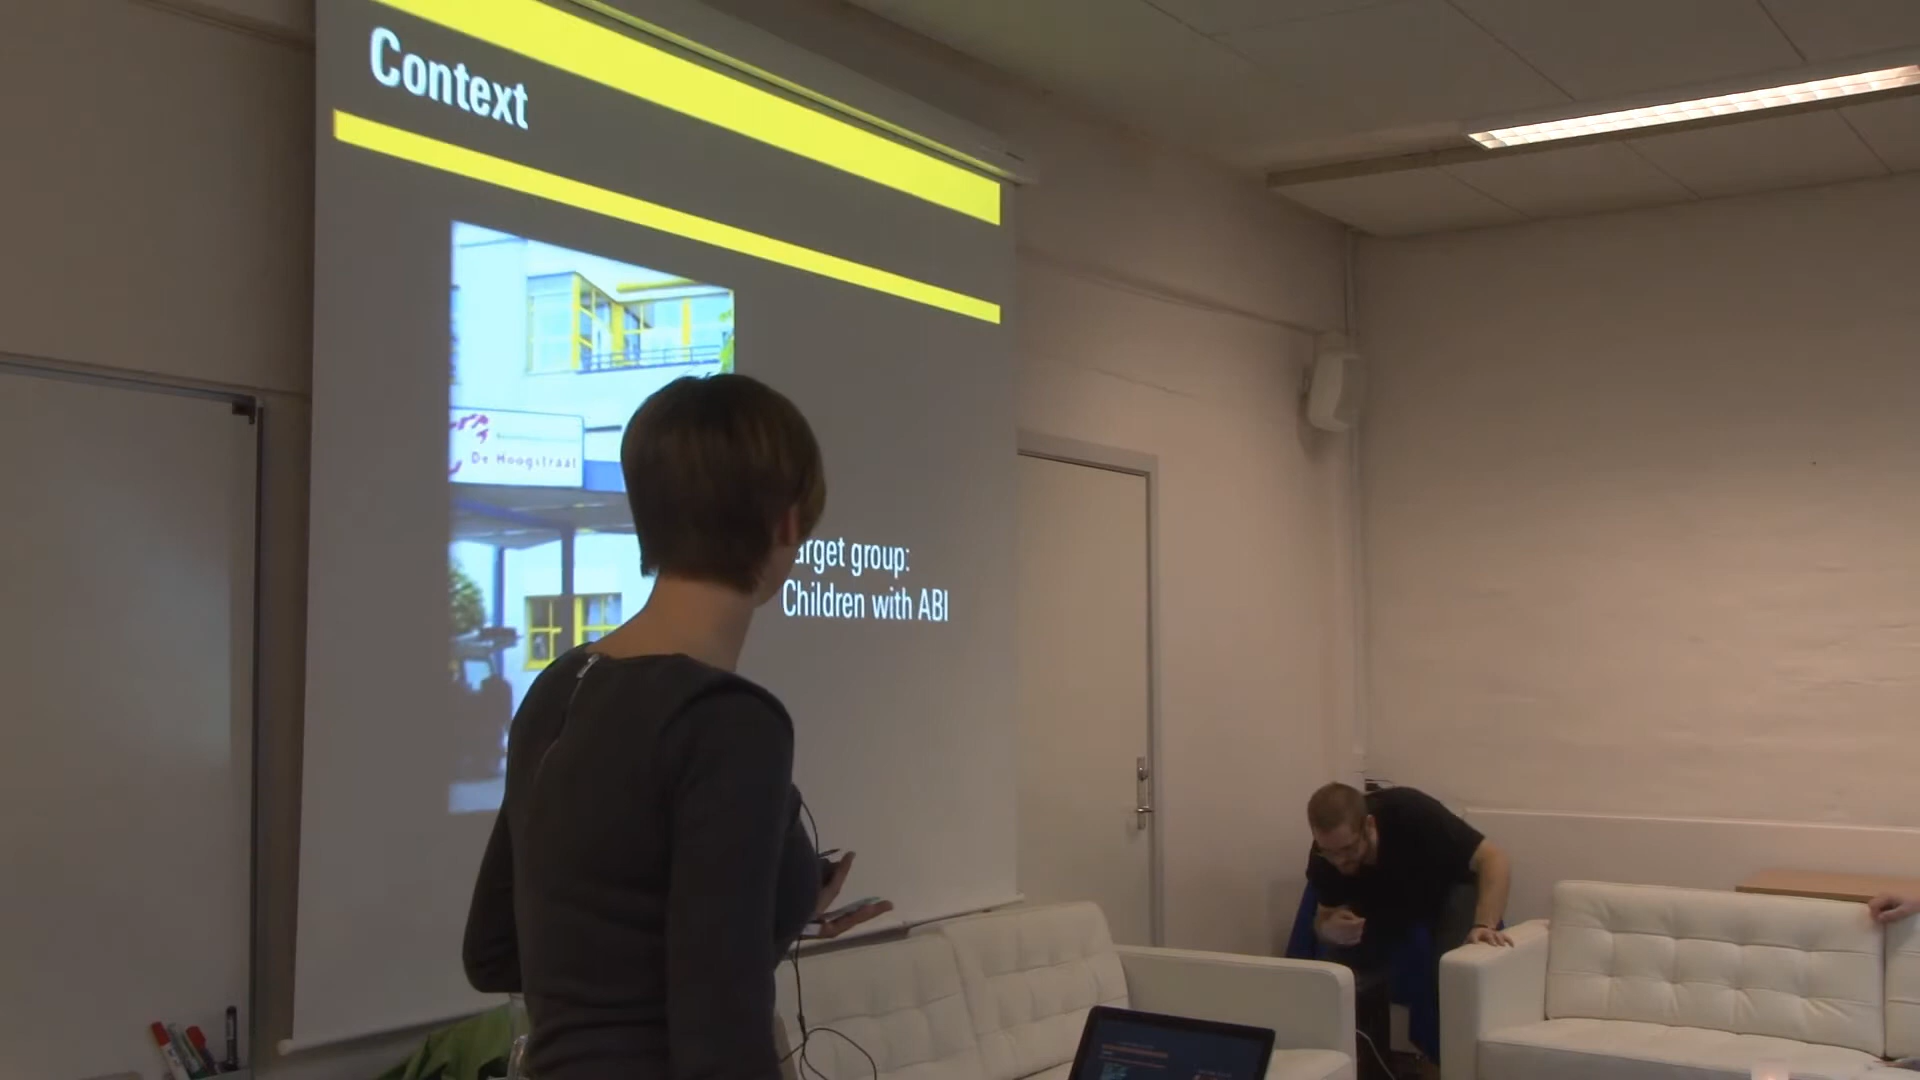 Context
De Hoogstraat
arget group:
Children with ABI